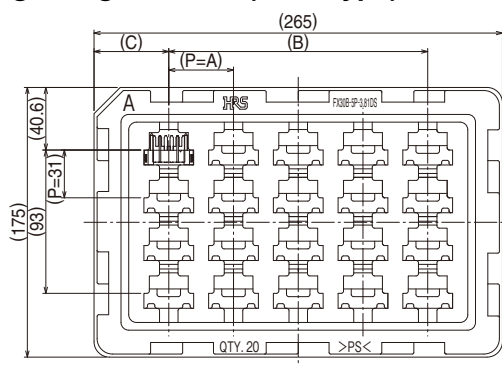 (265)
(C)
(B)
(P=A)
A
HRS
FX30B-5P-3.81DS
(40.6)
(P=31)
(93)
(175)
QTY. 20
>PS<